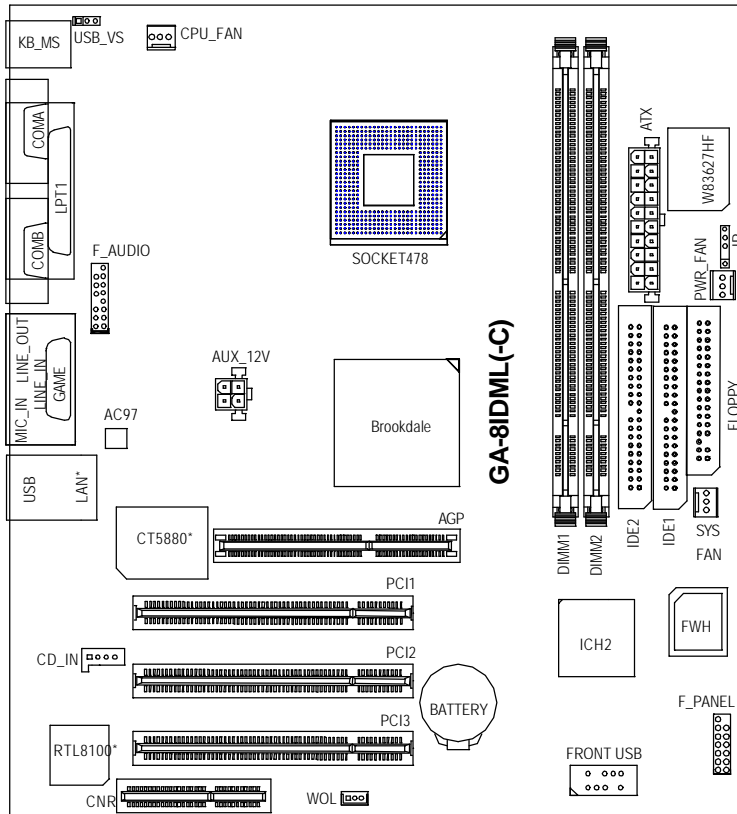 KB_MS
USB_VS
CPU_FAN
COMA
LPT1
COMB
F_AUDIO
SOCKET478
ATX
W83627HF
PWR_FAN
MIC_IN LINE_OUT
LINE_IN
GAME
AUX_12V
AC97
Brookdale
GA-8IDML(-C)
FLOPPY
USB
LAN*
CT5880*
AGP
DIMM1
DIMM2
IDE2
IDE1
SYS
FAN
PCI1
ICH2
FWH
CD_IN
PCI2
BATTERY
F_PANEL
PCI3
RTL8100*
FRONT USB
CNR
WOL